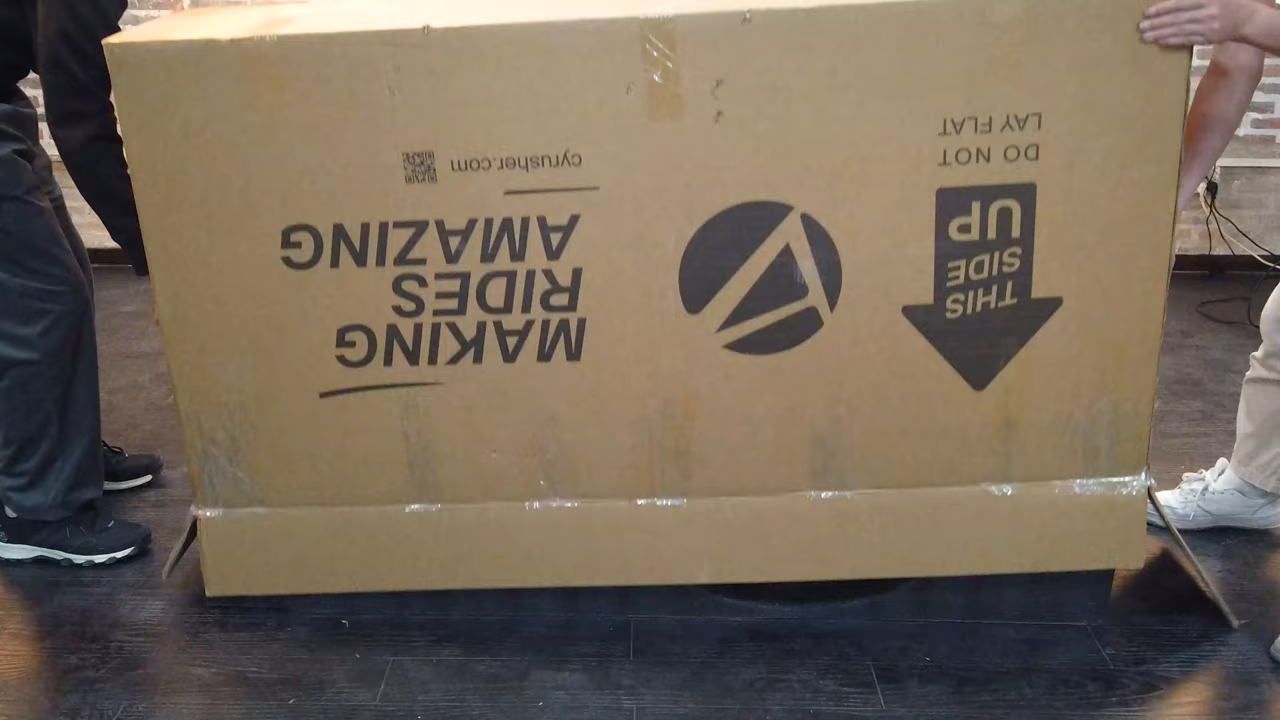 MAKING
RIDES
AMAZING
cyrusher.com
THIS
SIDE
UP
DO NOT
LAY FLAT